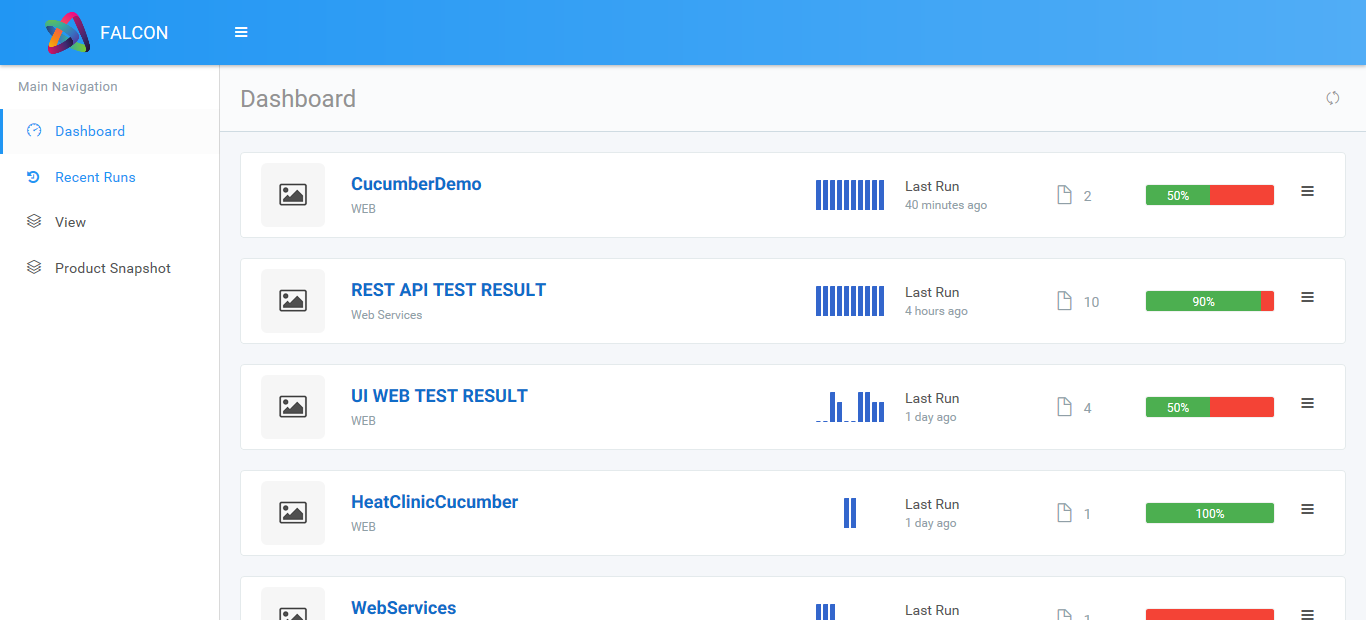 FALCON
Main Navigation
Dashboard
Recent Runs
View
Product Snapshot
Dashboard
CucumberDemo
WEB
Last Run
40 minutes ago
2
50%
REST API TEST RESULT
Web Services
Last Run
4 hours ago
10
90%
UI WEB TEST RESULT
WEB
Last Run
1 day ago
4
50%
HeatClinicCucumber
WEB
Last Run
1 day ago
1
100%
WebServices
Last Run
1